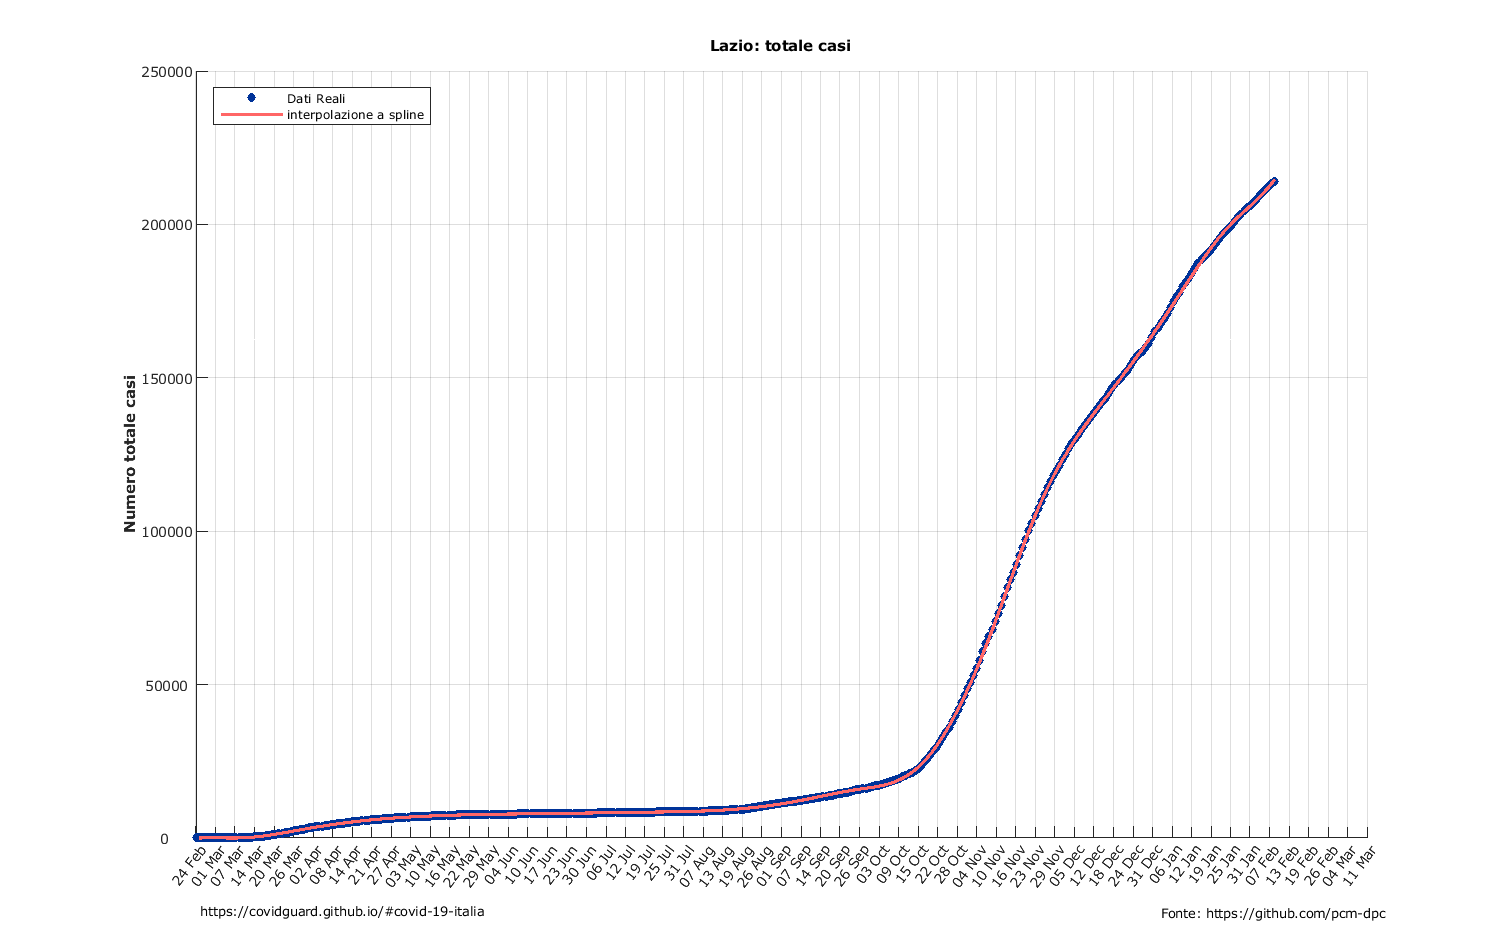 Lazio: totale casi
Dati Reali
interpolazione a spline
Numero totale casi
250000
200000
150000
100000
50000
0
24 Feb
01 Mar
07 Mar
14 Mar
20 Mar
26 Mar
02 Apr
08 Apr
14 Apr
21 Apr
27 Apr
03 May
10 May
16 May
22 May
29 May
04 Jun
10 Jun
17 Jun
23 Jun
30 Jun
06 Jul
12 Jul
19 Jul
25 Jul
31 Jul
07 Aug
13 Aug
19 Aug
26 Aug
01 Sep
07 Sep
14 Sep
20 Sep
26 Sep
03 Oct
09 Oct
15 Oct
22 Oct
28 Oct
04 Nov
10 Nov
16 Nov
23 Nov
29 Dec
05 Dec
12 Dec
18 Dec
24 Dec
31 Dec
31 Jan
06 Jan
12 Jan
19 Jan
25 Jan
31 Jan
07 Feb
13 Feb
19 Feb
26 Feb
04 Mar
11 Mar
https://covidguard.github.io/#covid-19-italia
Fonte: https://github.com/pcm-dpc